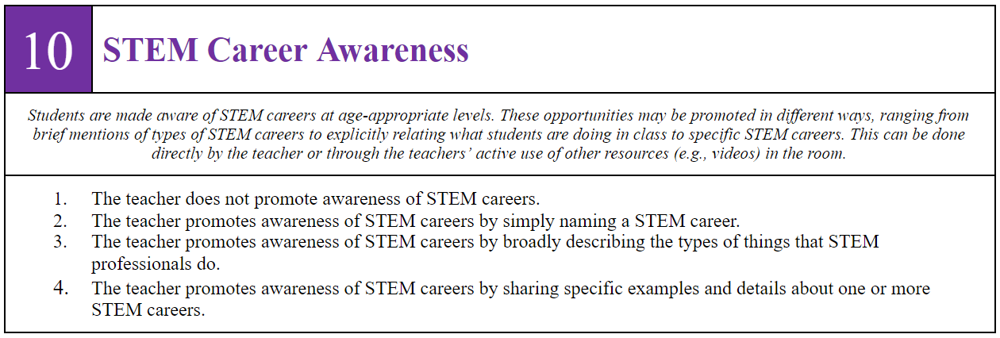 10
STEM Career Awareness
Students are made aware of STEM careers at age-appropriate levels. These opportunities may be promoted in different ways, ranging from
brief mentions of types of STEM careers to explicitly relating what students are doing in class to specific STEM careers. This can be done
directly by the teacher or through the teachers’ active use of other resources (e.g., videos) in the room.
1. The teacher does not promote awareness of STEM careers.
2. The teacher promotes awareness of STEM careers by simply naming a STEM career.
3. The teacher promotes awareness of STEM careers by broadly describing the types of things that STEM
professionals do.
4. The teacher promotes awareness of STEM careers by sharing specific examples and details about one or more
STEM careers.